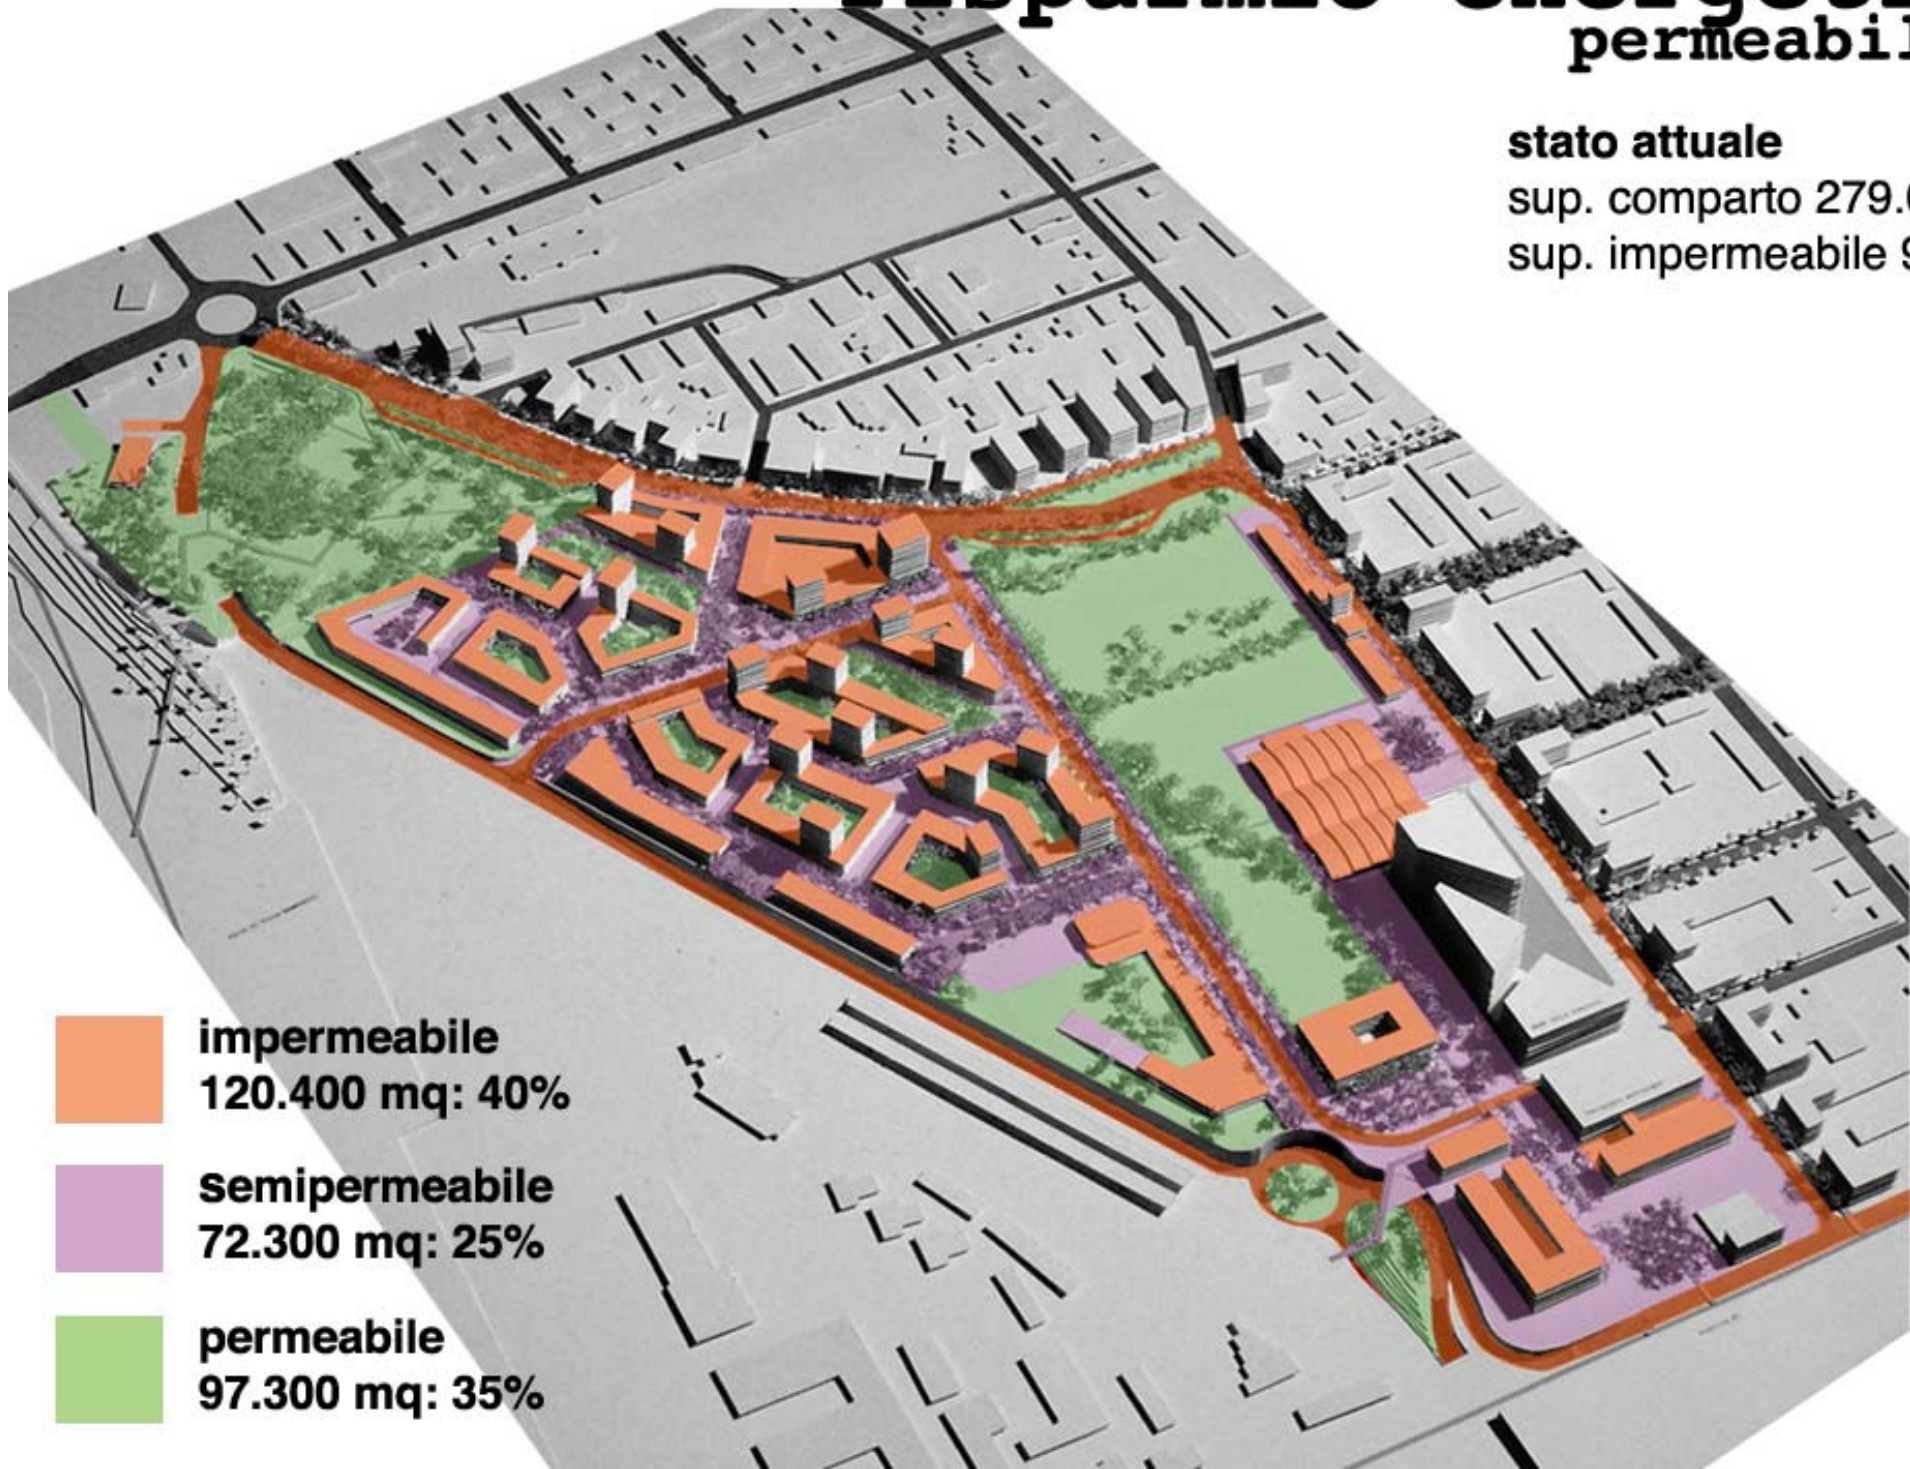 permeabil
stato attuale
sup. comparto 279.
sup. impermeabile 9
impermeabile
120.400 mq: 40%
semipermeabile
72.300 mq: 25%
permeabile
97.300 mq: 35%